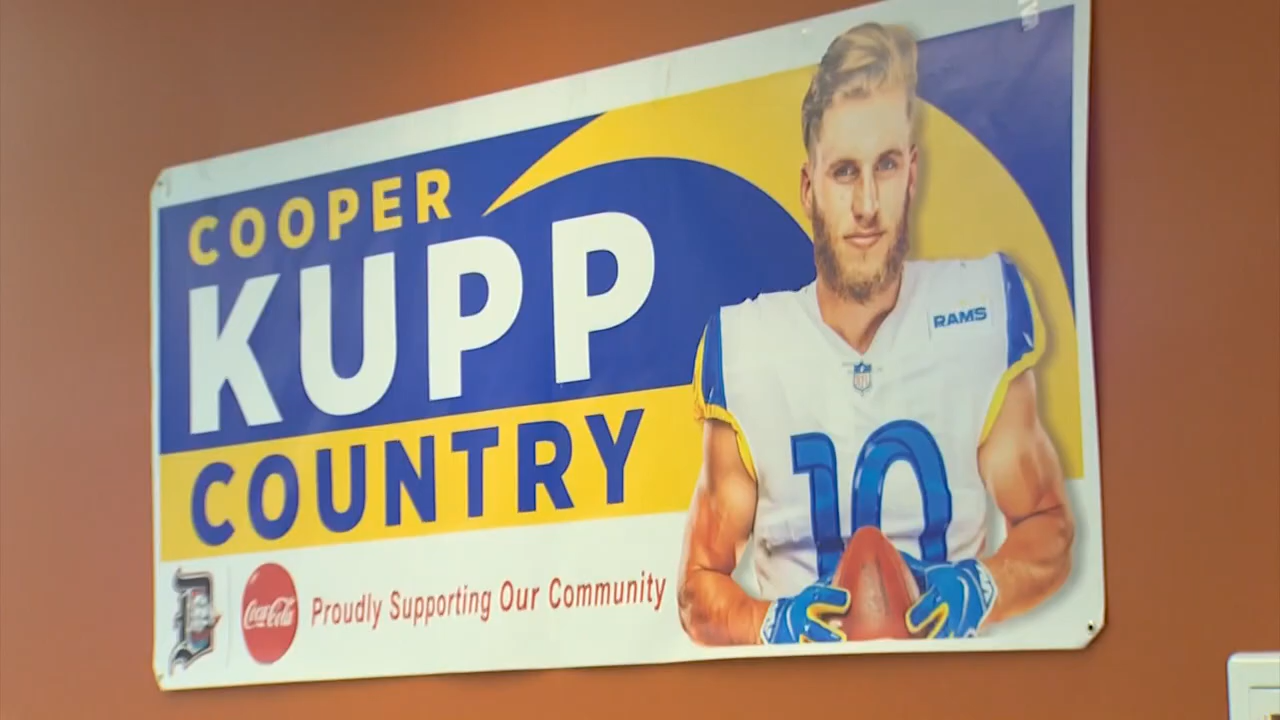 COOPER
KUPP
COUNTRY
RAMS
10
Coca-Cola
Proudly Supporting Our Community